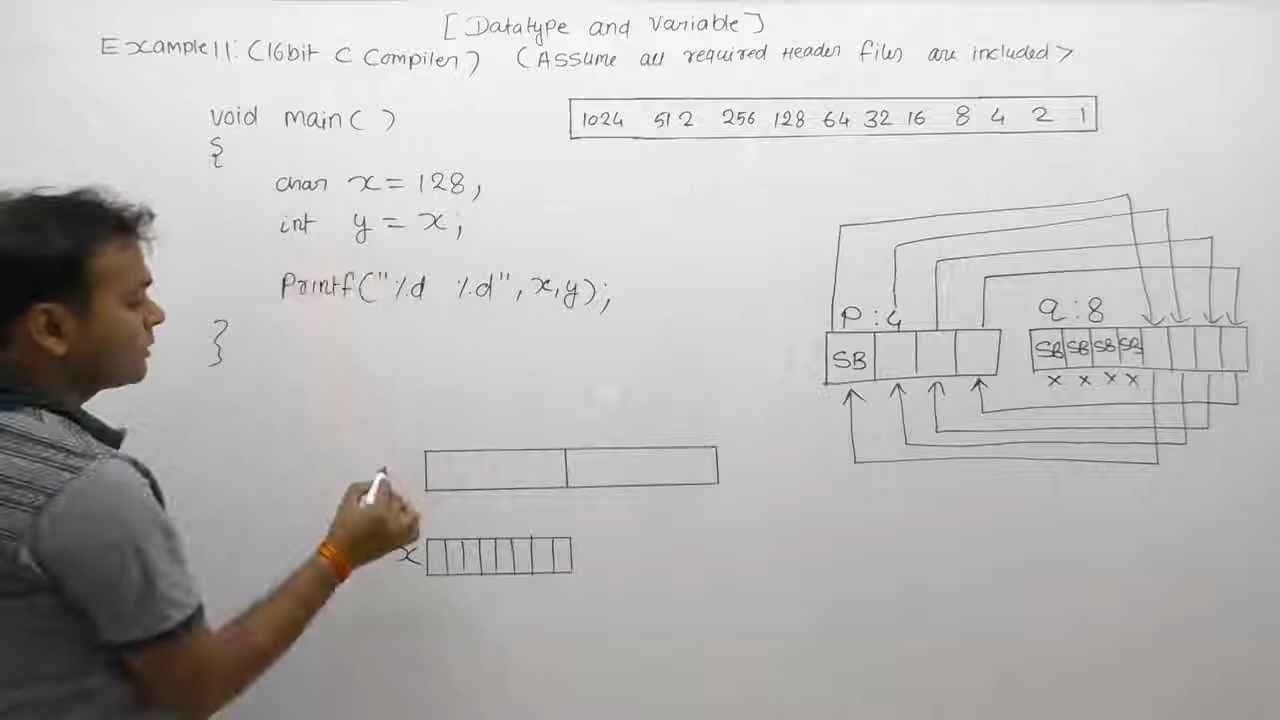 [Datatype and Variable]
Example 11: (16bit C Compiler) (Assume all required Header files are included)
void main( )
{
char x = 128;
int y = x;
Printf("%d %d", x,y);
}
1024 512 256 128 64 32 16 8 4 2 1
p : 4
SB
q : 8
SB SB SB SB
x x x x
x